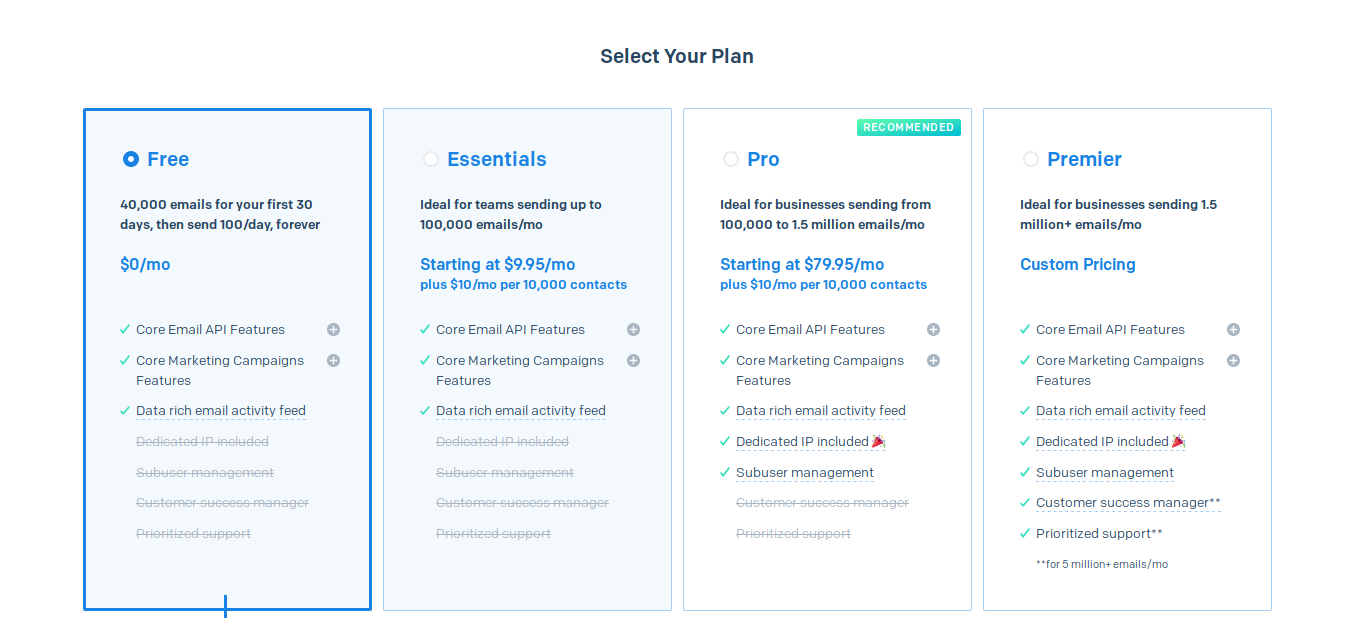 Select Your Plan
Free
40,000 emails for your first 30
days, then send 100/day, forever
$0/mo
Core Email API Features
Core Marketing Campaigns
Features
Data rich email activity feed
Dedicated IP included
Subuser management
Customer success manager
Prioritized support
Essentials
Ideal for teams sending up to
100,000 emails/mo
Starting at $9.95/mo
plus $10/mo per 10,000 contacts
Core Email API Features
Core Marketing Campaigns
Features
Data rich email activity feed
Dedicated IP included
Subuser management
Customer success manager
Prioritized support
RECOMMENDED
Pro
Ideal for businesses sending from
100,000 to 1.5 million emails/mo
Starting at $79.95/mo
plus $10/mo per 10,000 contacts
Core Email API Features
Core Marketing Campaigns
Features
Data rich email activity feed
Dedicated IP included 🎉
Subuser management
Customer success manager
Prioritized support
Premier
Ideal for businesses sending 1.5
million+ emails/mo
Custom Pricing
Core Email API Features
Core Marketing Campaigns
Features
Data rich email activity feed
Dedicated IP included 🎉
Subuser management
Customer success manager**
Prioritized support**
**for 5 million+ emails/mo